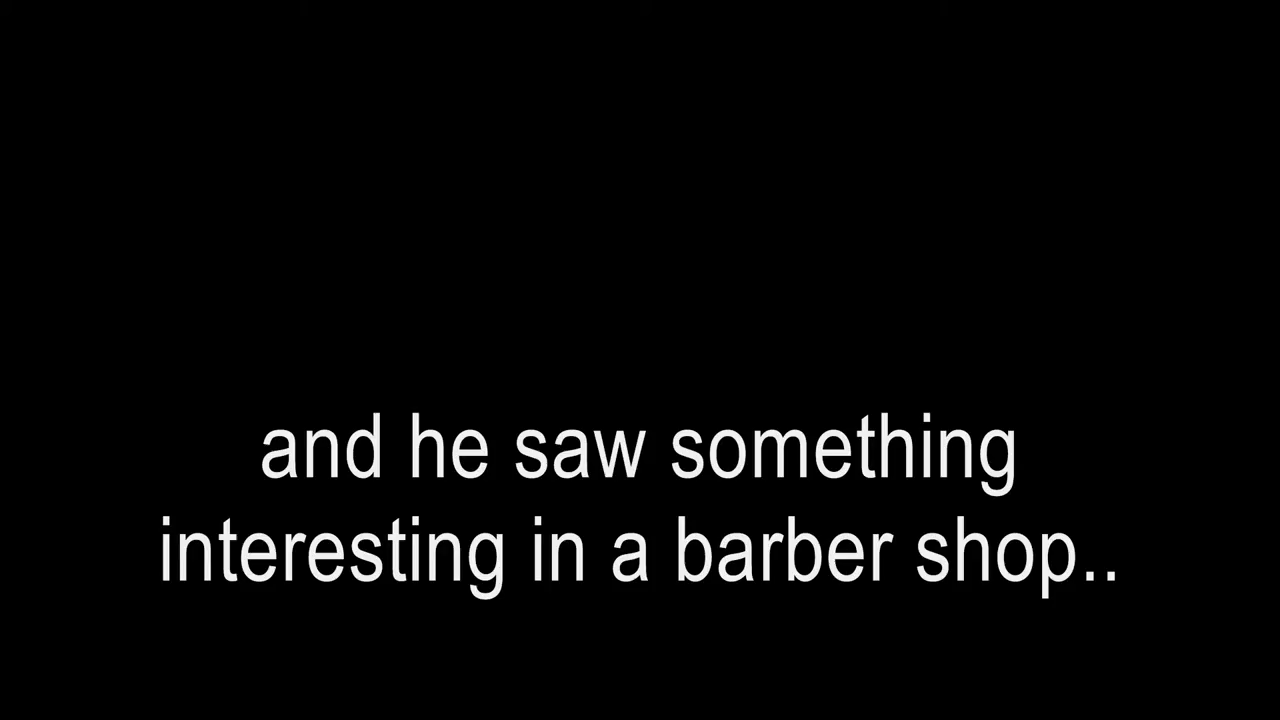 and he saw something
interesting in a barber shop..